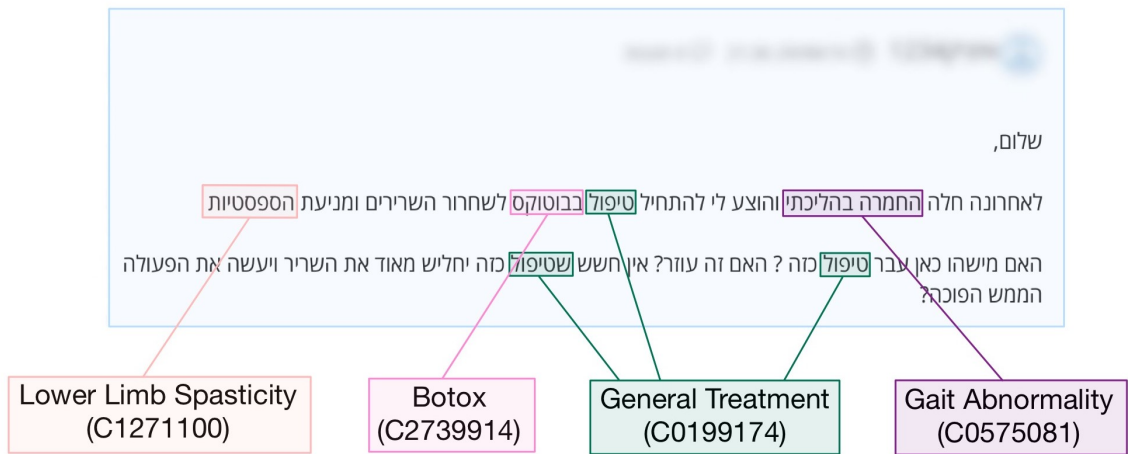 שלום,
לאחרונה חלה החמרה בהליכתי והוצע לי להתחיל טיפול בבוטוקס לשחרור השרירים ומניעת הספסטיות
האם מישהו כאן עבר טיפול כזה ? האם זה עוזר? אין חשש שטיפול כזה יחליש מאוד את השריר ויעשה את הפעולה
הממש הפוכה?
Lower Limb Spasticity
(C1271100)
Botox
(C2739914)
General Treatment
(C0199174)
Gait Abnormality
(C0575081)